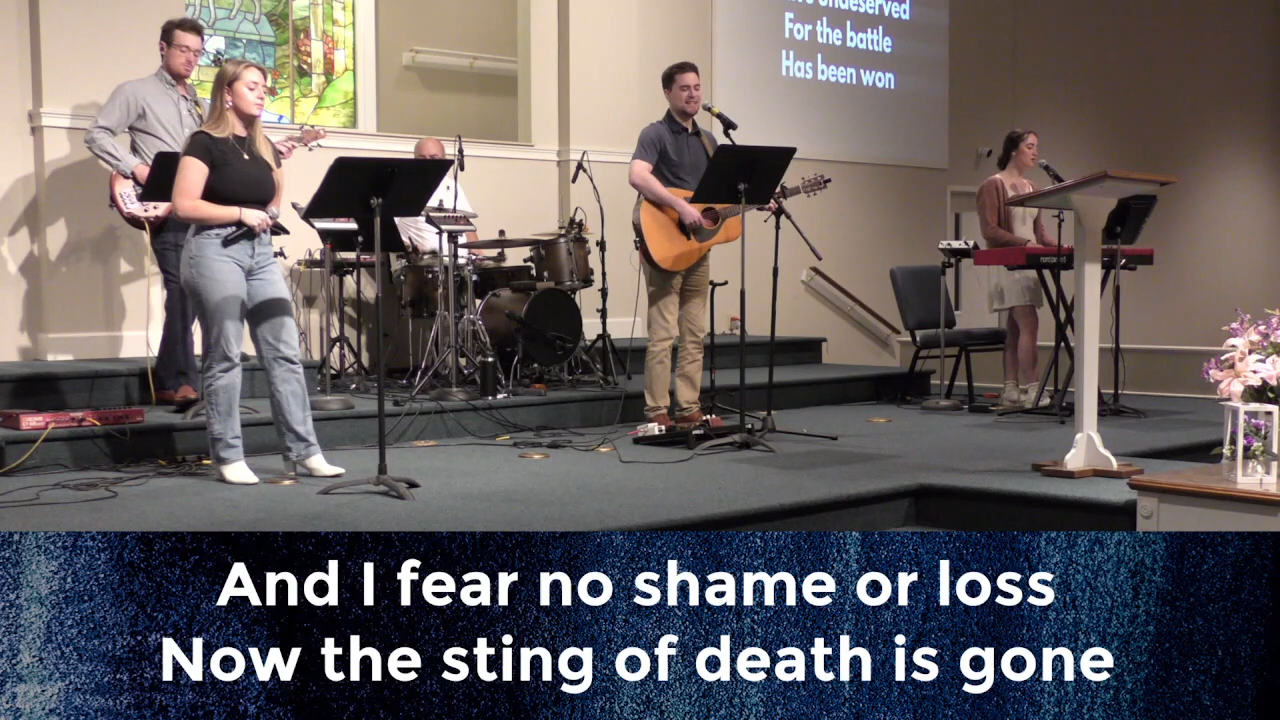 undeserved
For the battle
Has been won
And I fear no shame or loss
Now the sting of death is gone